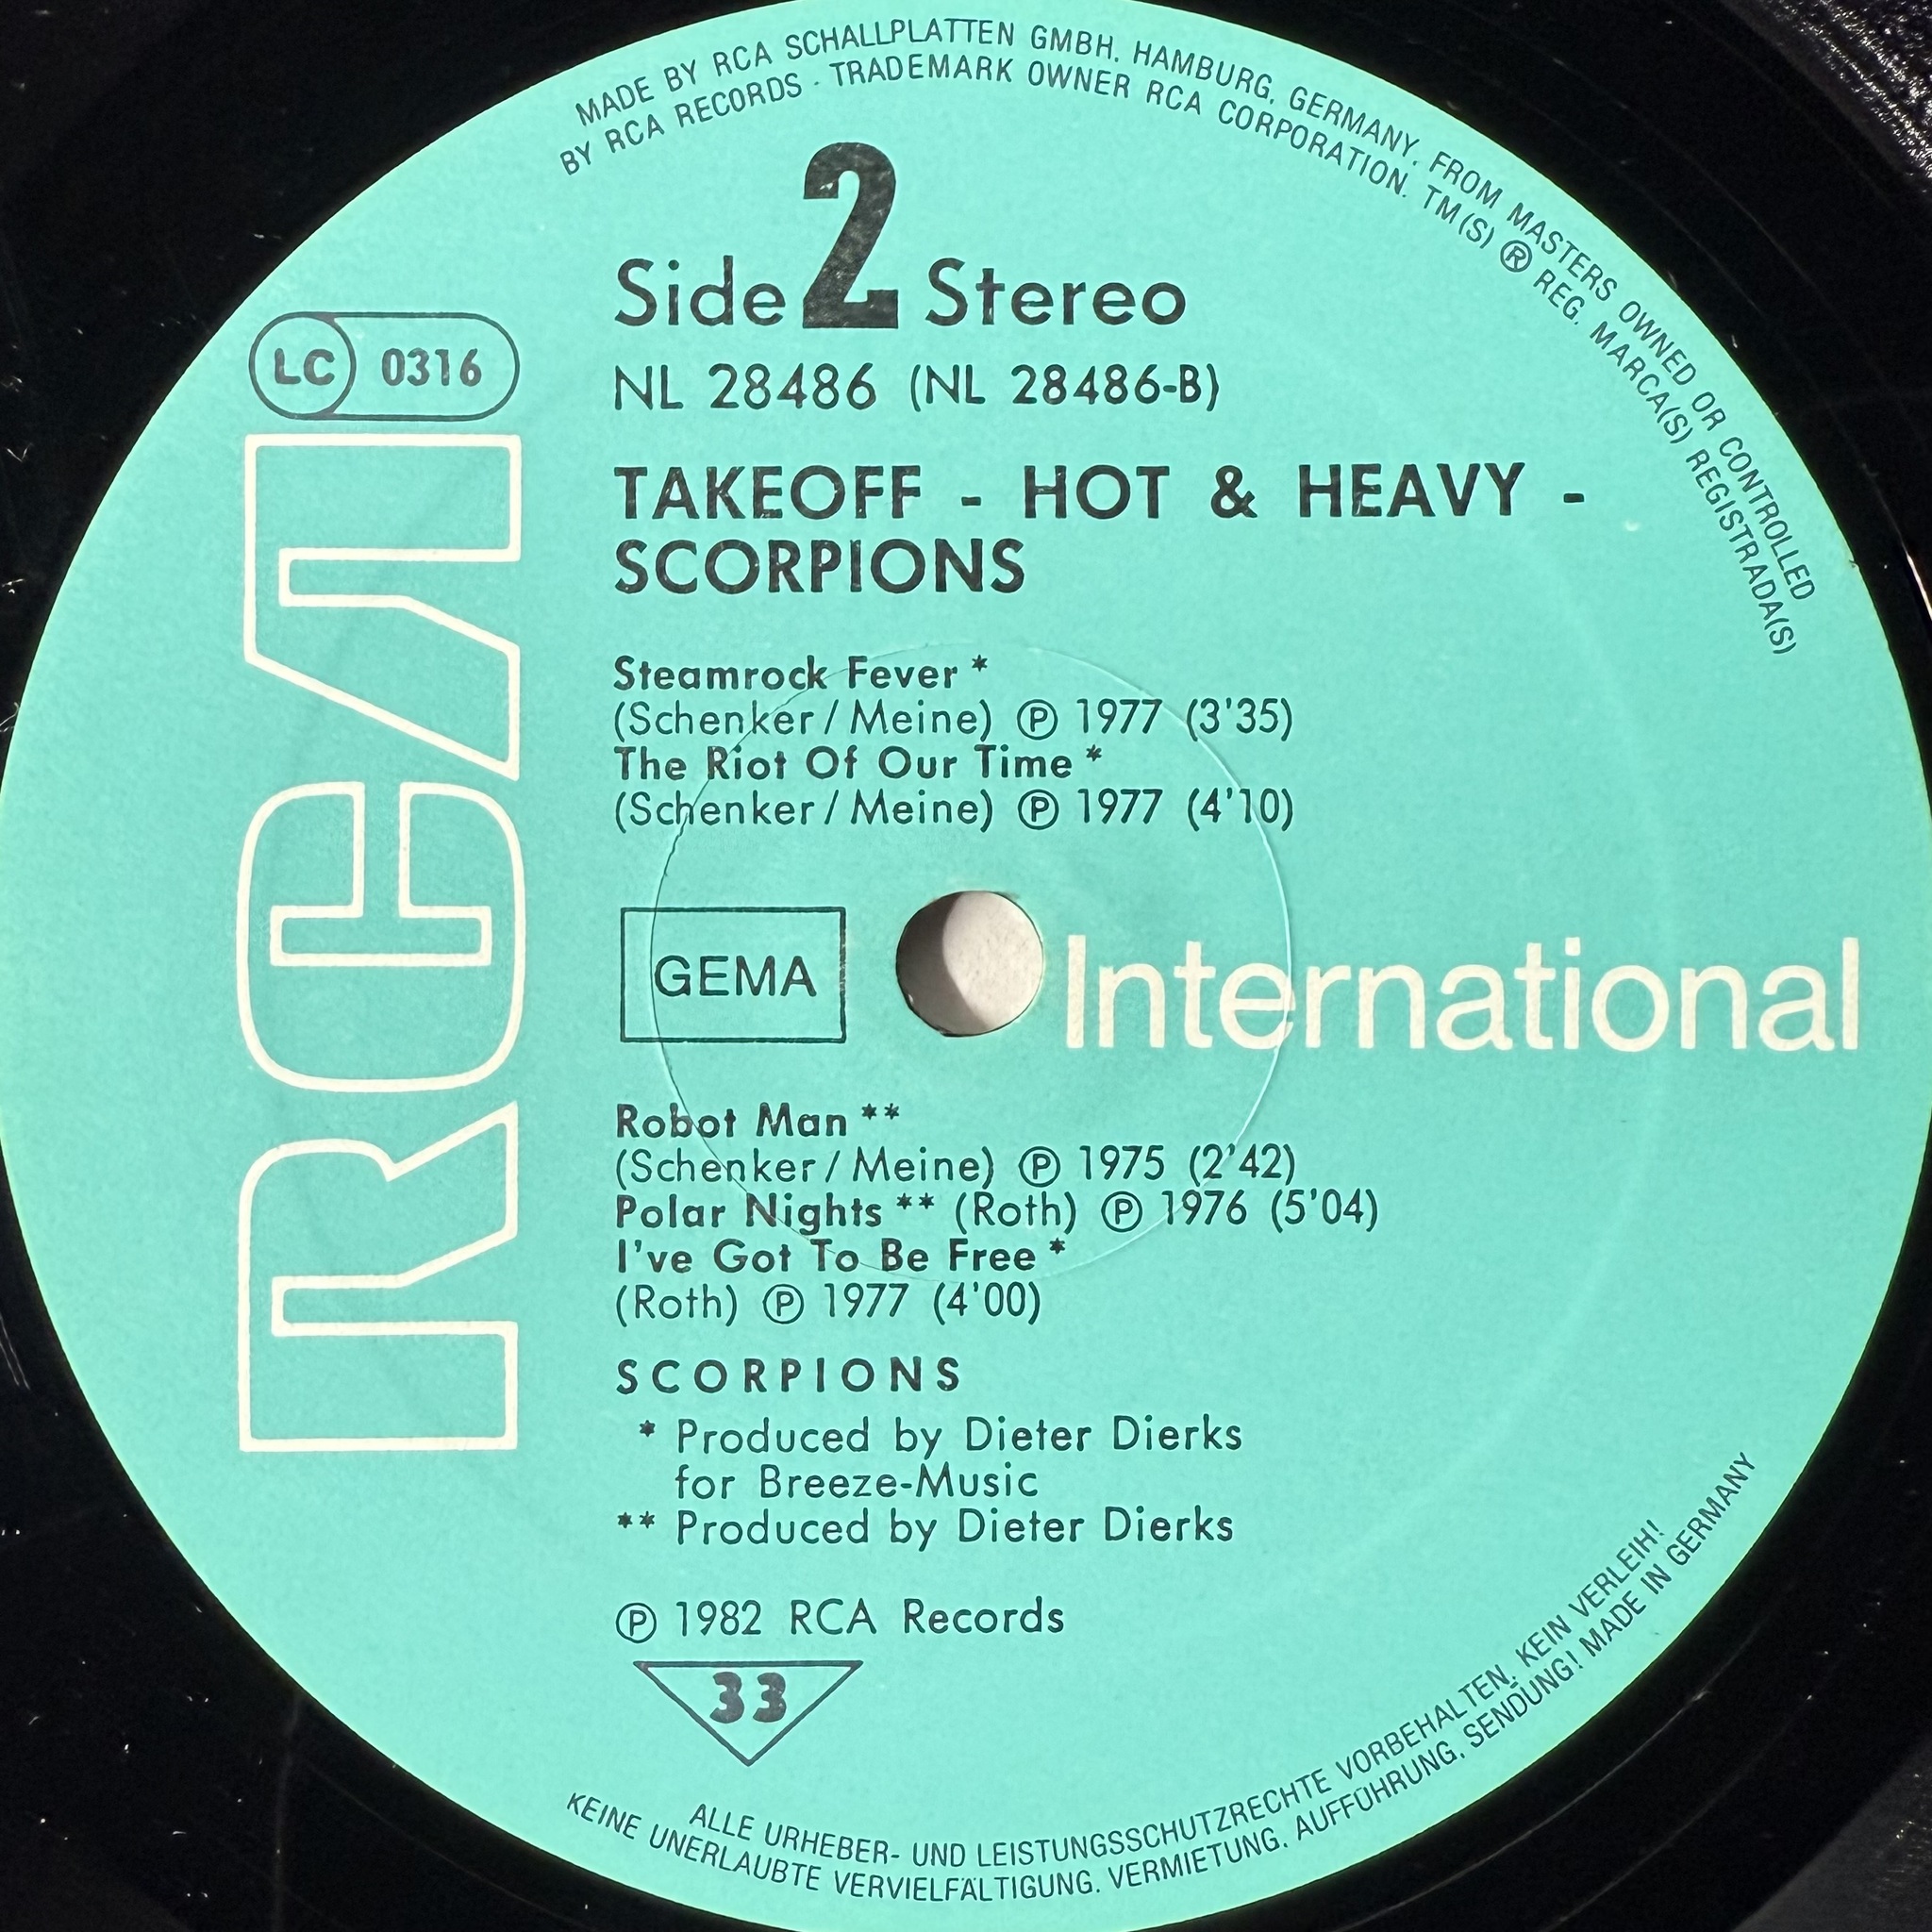 MADE BY RCA SCHALLPLATTEN GMBH, HAMBURG, GERMANY. FROM MASTERS OWNED OR CONTROLLED
BY RCA RECORDS · TRADEMARK OWNER RCA CORPORATION. TM(S) ® REG. MARCA(S) REGISTRADA(S)
Side 2 Stereo
LC 0316
NL 28486 (NL 28486-B)
TAKEOFF - HOT & HEAVY -
SCORPIONS
RCA
Steamrock Fever *
(Schenker / Meine) ℗ 1977 (3'35)
The Riot Of Our Time *
(Schenker / Meine) ℗ 1977 (4'10)
GEMA
International
Robot Man **
(Schenker / Meine) ℗ 1975 (2'42)
Polar Nights ** (Roth) ℗ 1976 (5'04)
I've Got To Be Free *
(Roth) ℗ 1977 (4'00)
SCORPIONS
* Produced by Dieter Dierks
for Breeze-Music
** Produced by Dieter Dierks
℗ 1982 RCA Records
33
ALLE URHEBER- UND LEISTUNGSSCHUTZRECHTE VORBEHALTEN. KEIN VERLEIH!
KEINE UNERLAUBTE VERVIELFÄLTIGUNG, VERMIETUNG, AUFFÜHRUNG, SENDUNG! MADE IN GERMANY